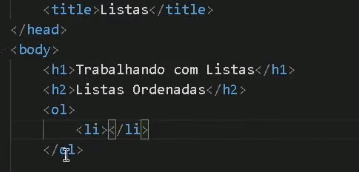 <title>Listas</title>
</head>
<body>
<h1>Trabalhando com Listas</h1>
<h2>Listas Ordenadas</h2>
<ol>
<li></li>
</ol>